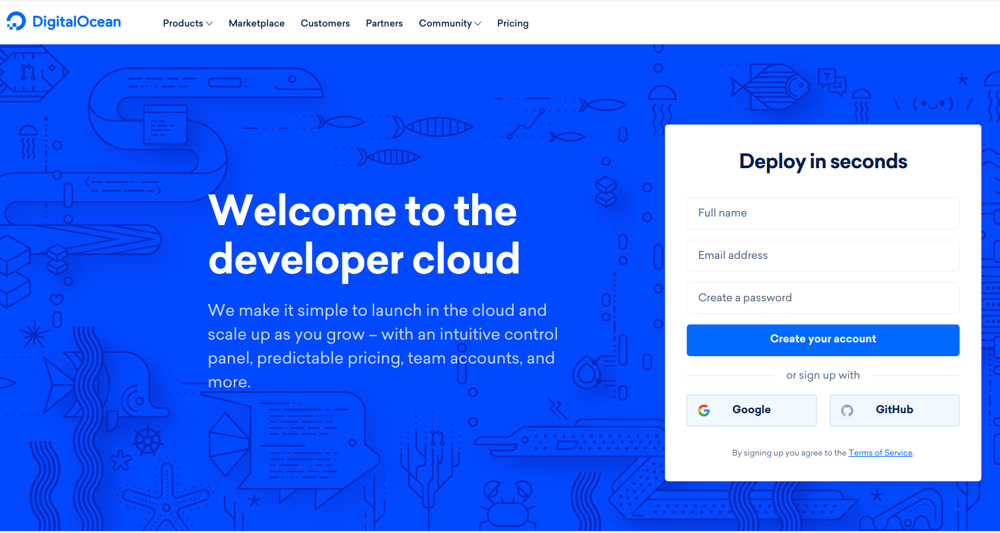 DigitalOcean
Products
Marketplace
Customers
Partners
Community
Pricing
Welcome to the
developer cloud
We make it simple to launch in the cloud and
scale up as you grow – with an intuitive control
panel, predictable pricing, team accounts, and
more.
Deploy in seconds
Full name
Email address
Create a password
Create your account
or sign up with
Google
GitHub
By signing up you agree to the Terms of Service.